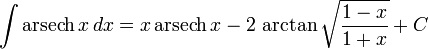 ∫ arsech x dx = x arsech x − 2 arctan √((1 − x)/(1 + x)) + C